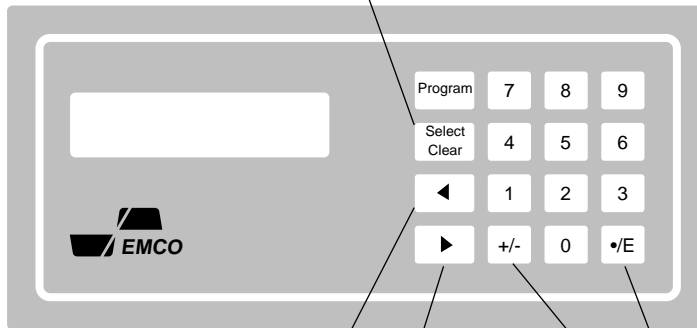 Program 7 8 9
Select
Clear 4 5 6
◀ 1 2 3
▶ +/- 0 •/E
EMCO